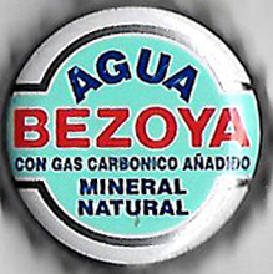 AGUA
BEZOYA
CON GAS CARBONICO AÑADIDO
MINERAL
NATURAL